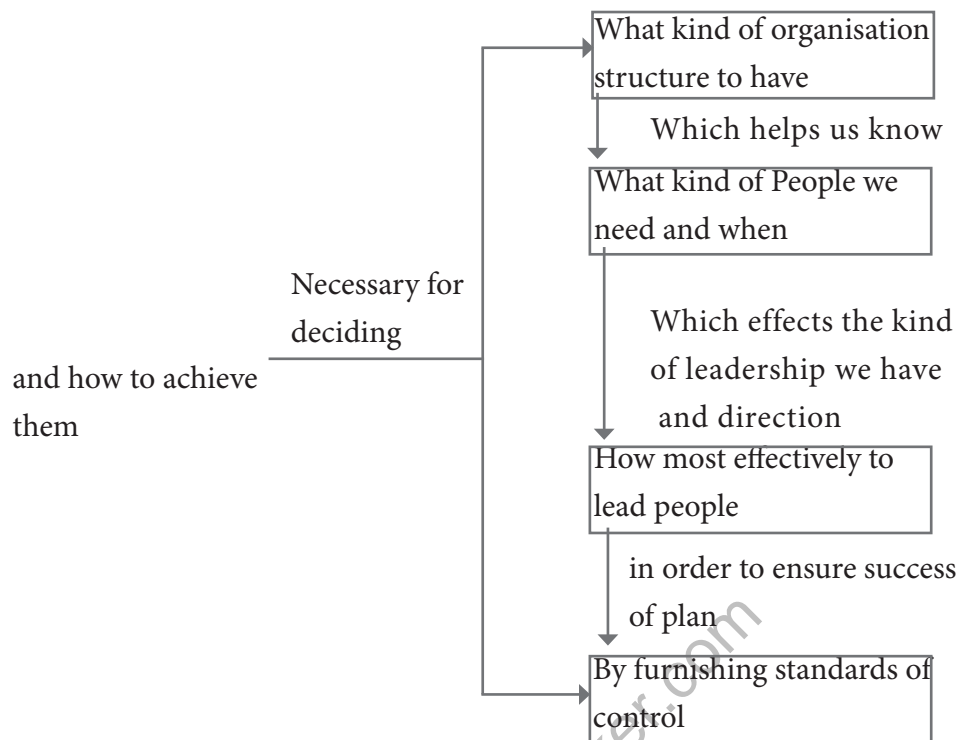 and how to achieve
them
Necessary for
deciding
What kind of organisation
structure to have
Which helps us know
What kind of People we
need and when
Which effects the kind
of leadership we have
and direction
How most effectively to
lead people
in order to ensure success
of plan
By furnishing standards of
control